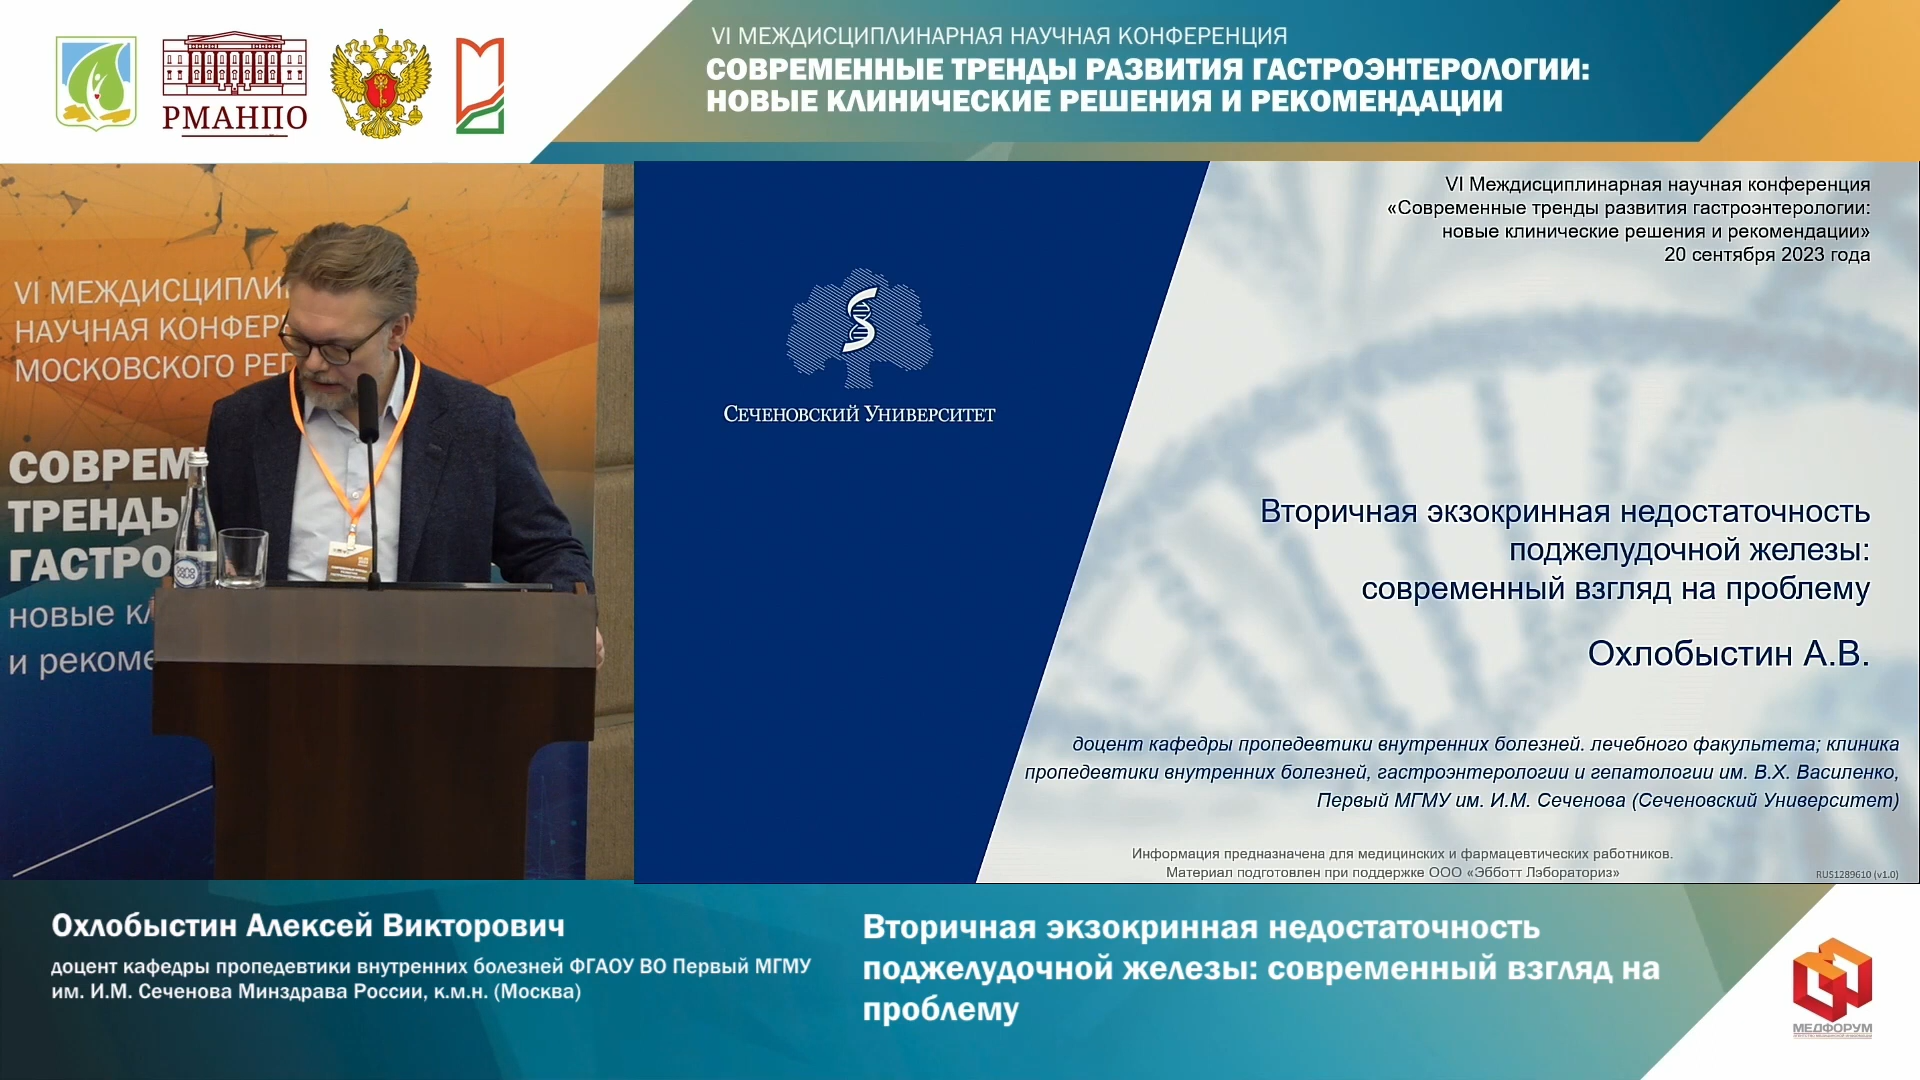 РМАНПО
VI МЕЖДИСЦИПЛИНАРНАЯ НАУЧНАЯ КОНФЕРЕНЦИЯ
СОВРЕМЕННЫЕ ТРЕНДЫ РАЗВИТИЯ ГАСТРОЭНТЕРОЛОГИИ:
НОВЫЕ КЛИНИЧЕСКИЕ РЕШЕНИЯ И РЕКОМЕНДАЦИИ
VI МЕЖДИСЦИПЛИ
НАУЧНАЯ КОНФЕР
МОСКОВСКОГО РЕГ
СОВРЕМ
ТРЕНДЫ
ГАСТРО
новые кл
и рекоме
СЕЧЕНОВСКИЙ УНИВЕРСИТЕТ
VI Междисциплинарная научная конференция
«Современные тренды развития гастроэнтерологии:
новые клинические решения и рекомендации»
20 сентября 2023 года
Вторичная экзокринная недостаточность
поджелудочной железы:
современный взгляд на проблему
Охлобыстин А.В.
доцент кафедры пропедевтики внутренних болезней. лечебного факультета; клиника
пропедевтики внутренних болезней, гастроэнтерологии и гепатологии им. В.Х. Василенко,
Первый МГМУ им. И.М. Сеченова (Сеченовский Университет)
Информация предназначена для медицинских и фармацевтических работников.
Материал подготовлен при поддержке ООО «Эбботт Лэбораториз»
RUS1289610 (v1.0)
Охлобыстин Алексей Викторович
доцент кафедры пропедевтики внутренних болезней ФГАОУ ВО Первый МГМУ
им. И.М. Сеченова Минздрава России, к.м.н. (Москва)
Вторичная экзокринная недостаточность
поджелудочной железы: современный взгляд на
проблему
МЕДФОРУМ